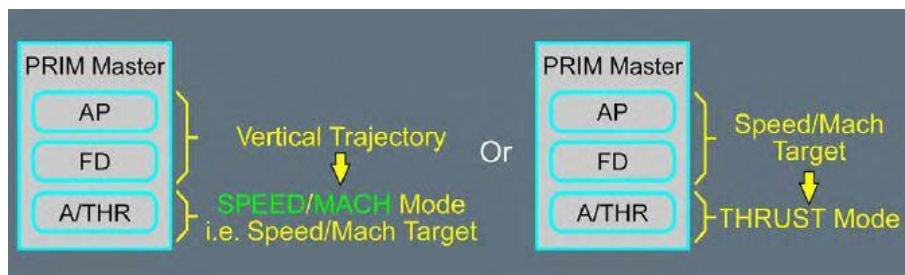 PRIM Master
AP
FD
A/THR
Vertical Trajectory
SPEED/MACH Mode
i.e. Speed/Mach Target
Or
PRIM Master
AP
FD
A/THR
Speed/Mach
Target
THRUST Mode